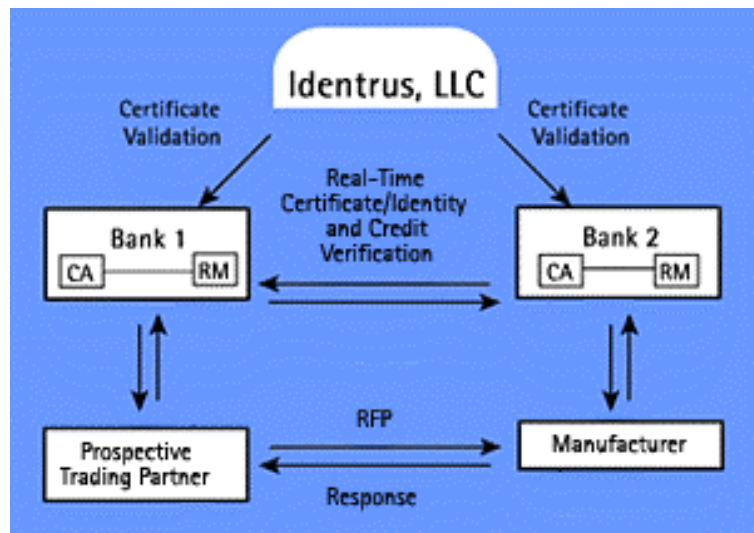 Identrus, LLC
Certificate
Validation
Certificate
Validation
Real-Time
Certificate/Identity
and Credit
Verification
Bank 1
CA
RM
Bank 2
CA
RM
RFP
Prospective
Trading Partner
Manufacturer
Response